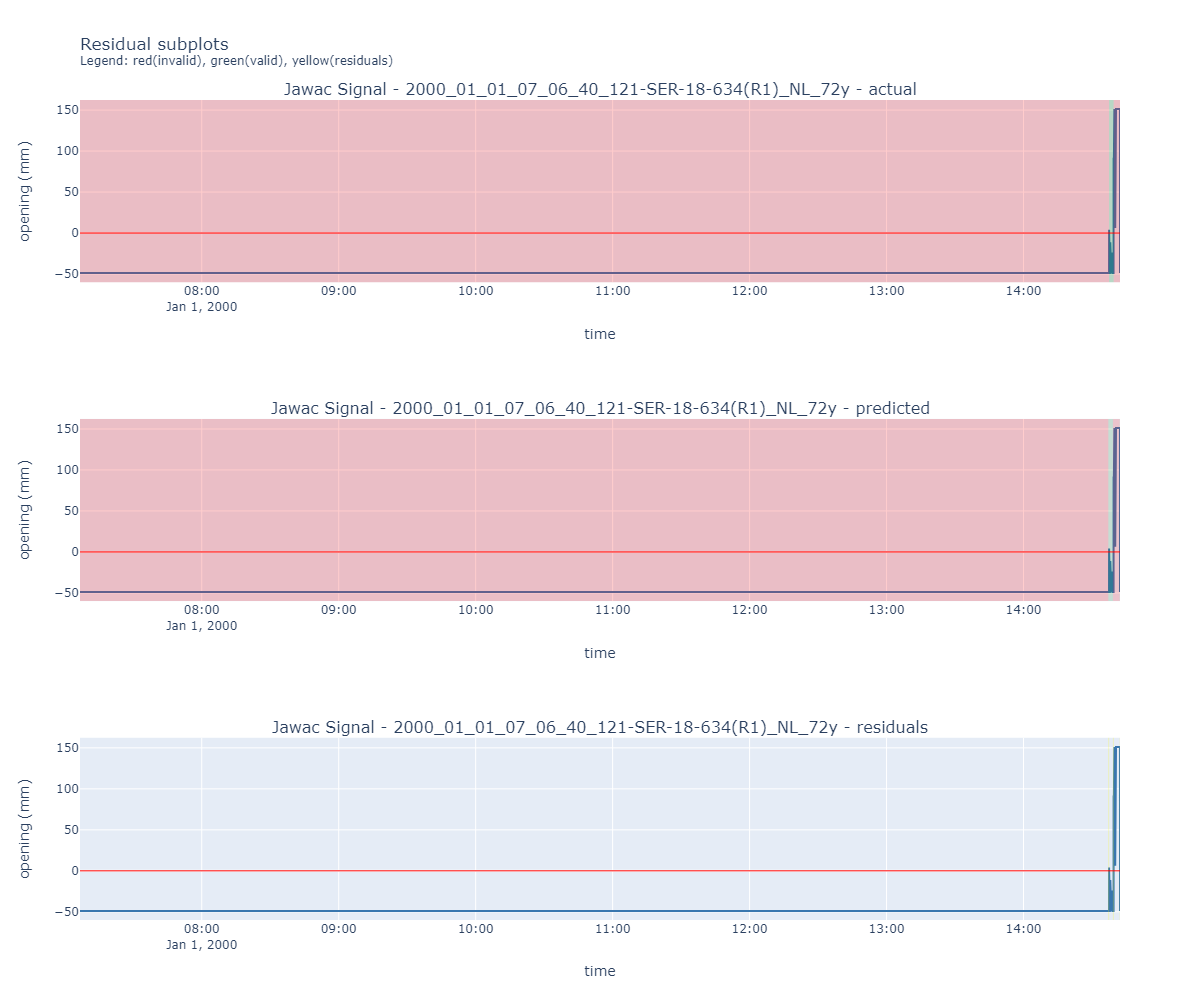 Residual subplots
Legend: red(invalid), green(valid), yellow(residuals)
Jawac Signal - 2000_01_01_07_06_40_121-SER-18-634(R1)_NL_72y - actual
150
100
50
0
−50
opening (mm)
08:00 09:00 10:00 11:00 12:00 13:00 14:00
Jan 1, 2000
time
Jawac Signal - 2000_01_01_07_06_40_121-SER-18-634(R1)_NL_72y - predicted
150
100
50
0
−50
opening (mm)
08:00 09:00 10:00 11:00 12:00 13:00 14:00
Jan 1, 2000
time
Jawac Signal - 2000_01_01_07_06_40_121-SER-18-634(R1)_NL_72y - residuals
150
100
50
0
−50
opening (mm)
08:00 09:00 10:00 11:00 12:00 13:00 14:00
Jan 1, 2000
time